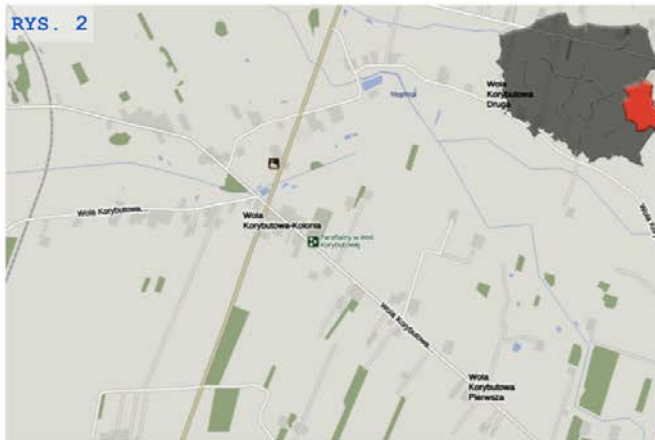 RYS. 2
Wola
Korybutowa
Druga
Wola Korybutowa...
Wola
Korybutowa-Kolonia
Parafialny w Woli
Korybutowej
Wola Korybutowa...
Wola
Korybutowa
Pierwsza